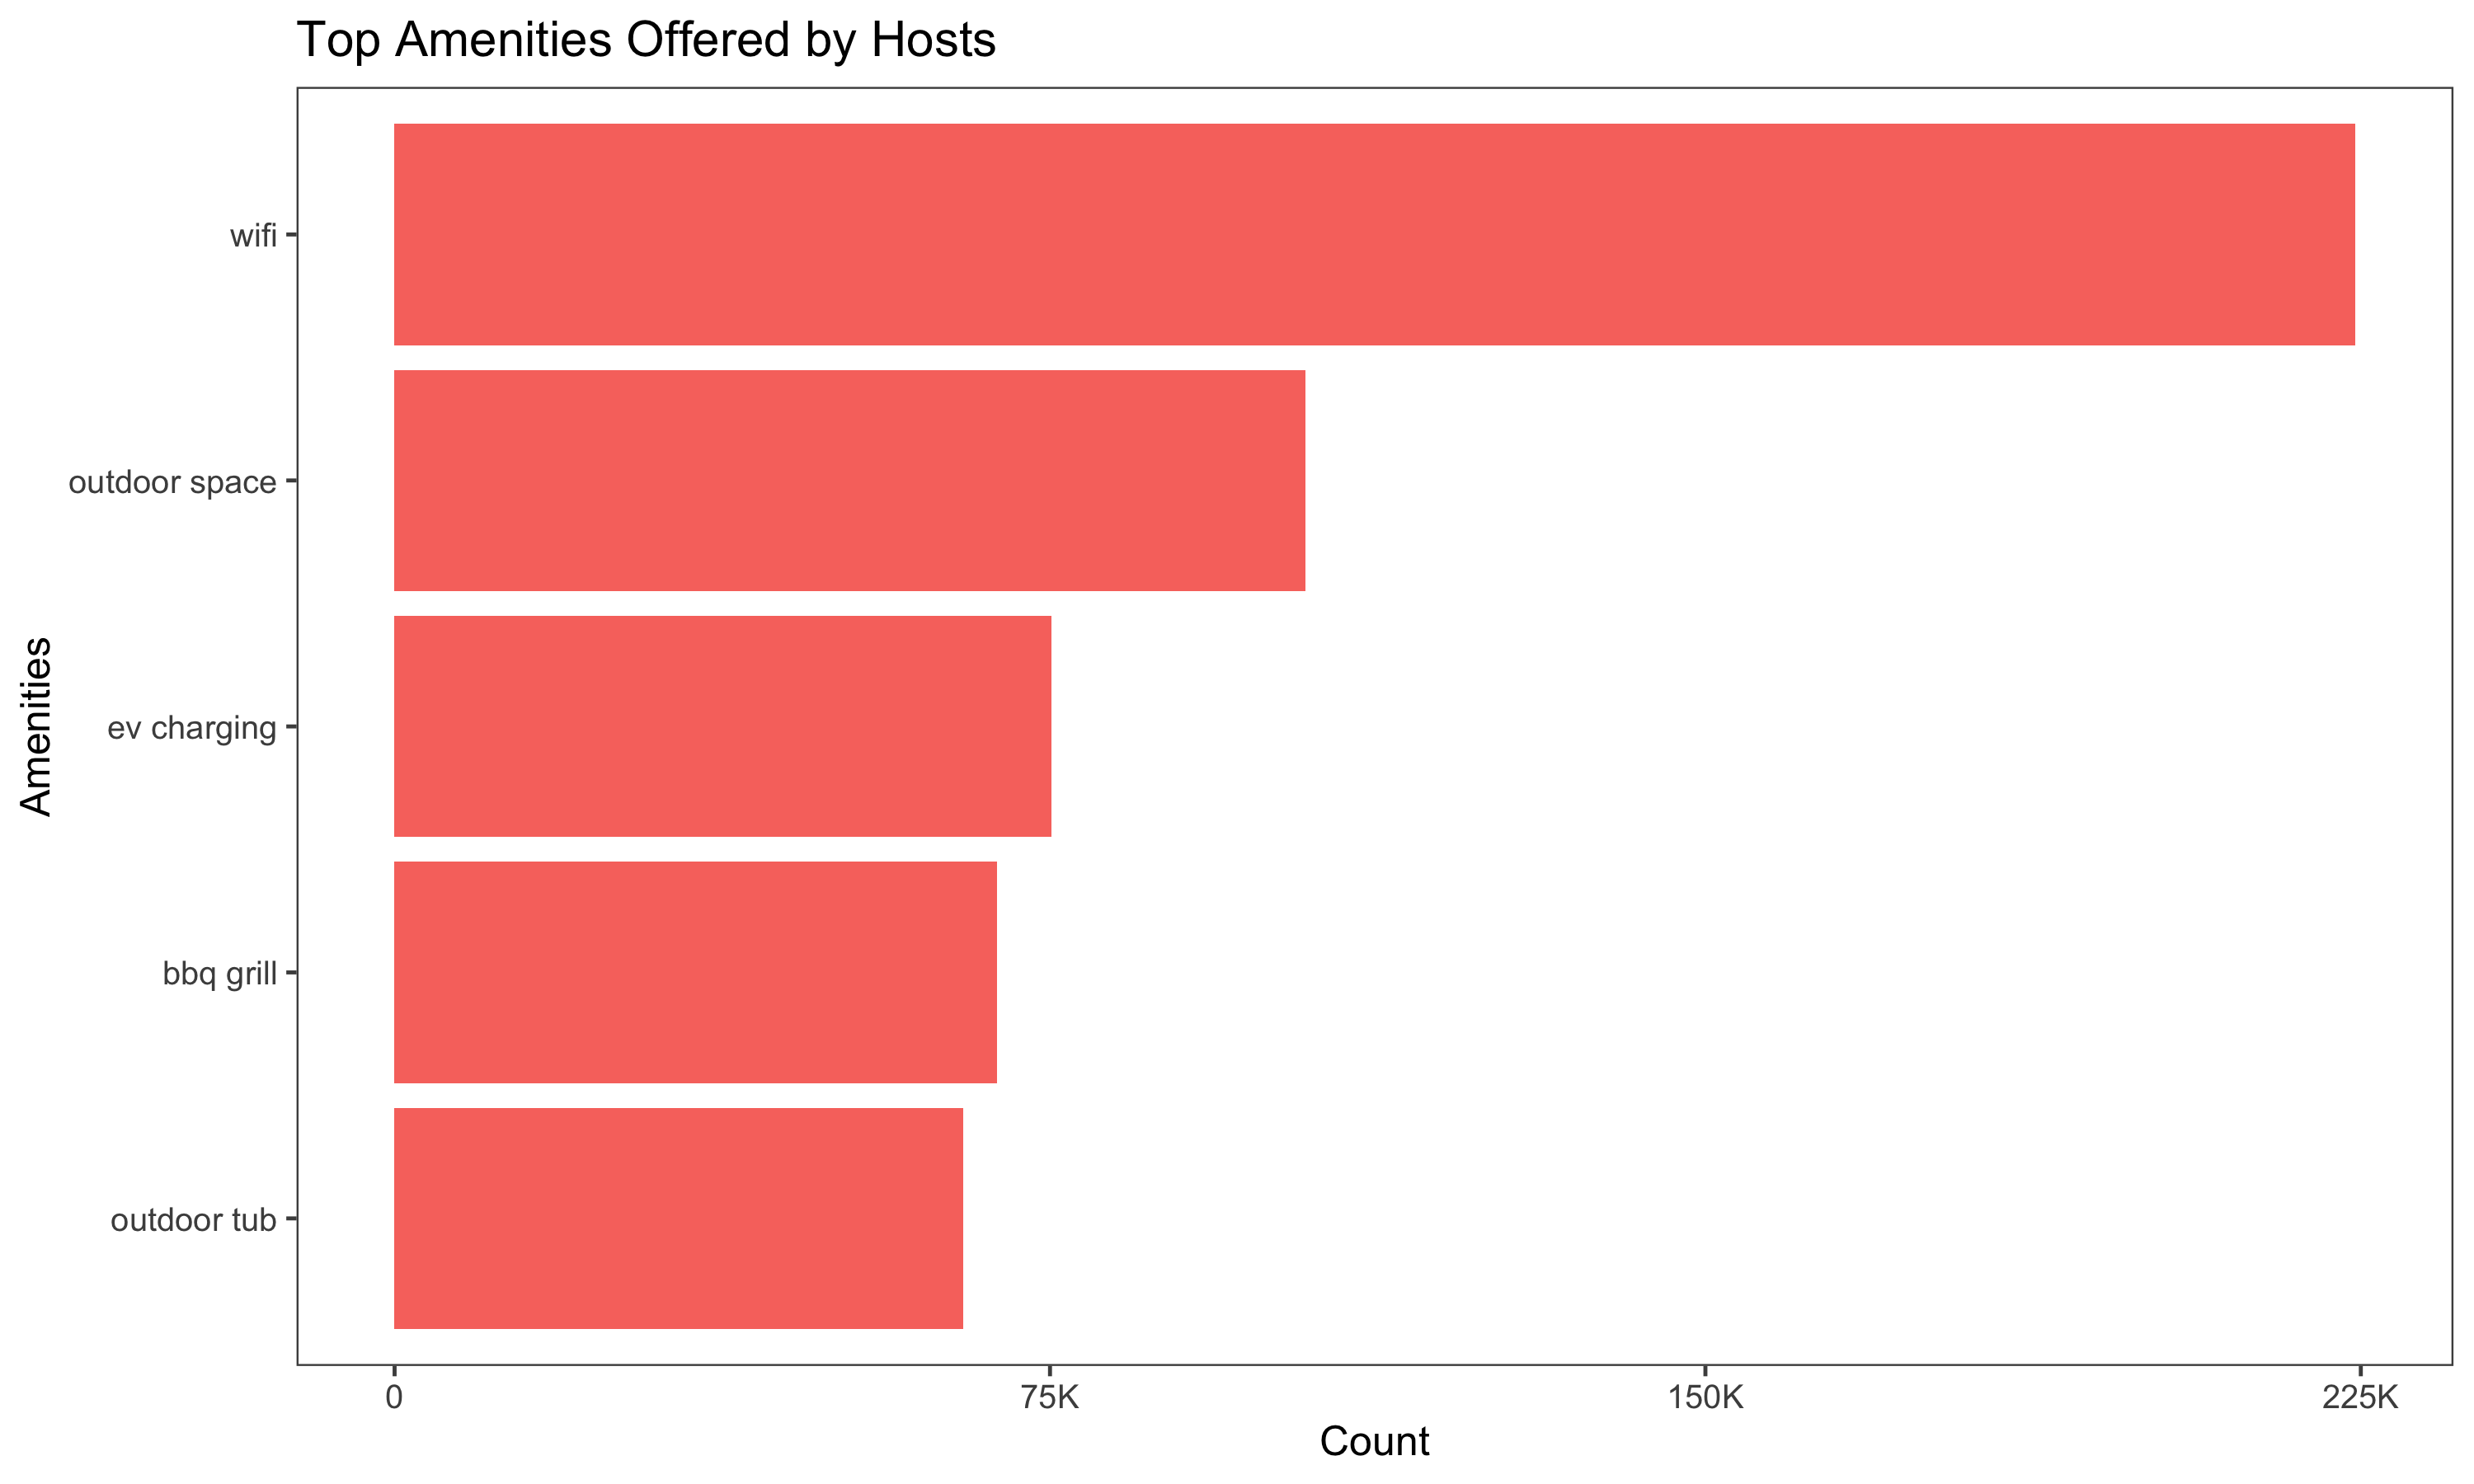 Top Amenities Offered by Hosts
Amenities
wifi
outdoor space
ev charging
bbq grill
outdoor tub
0
75K
150K
225K
Count